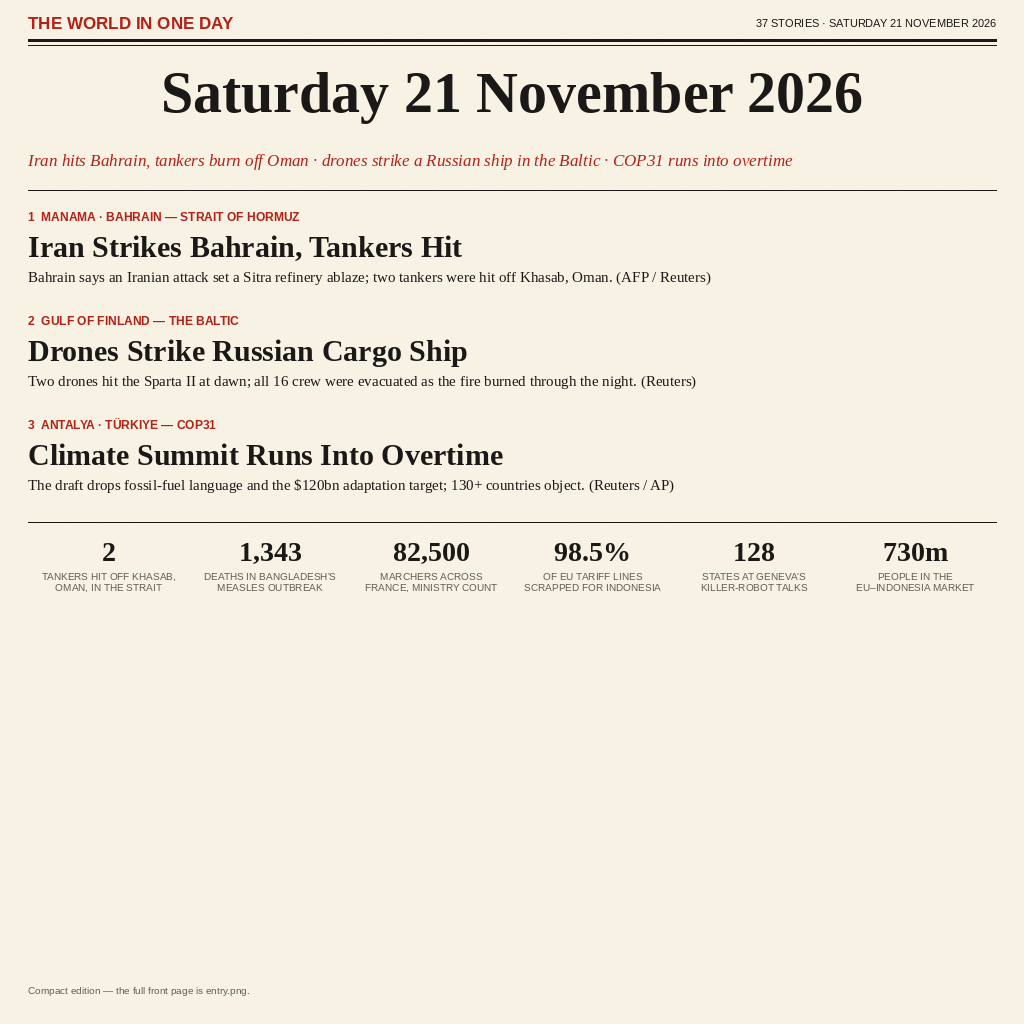 THE WORLD IN ONE DAY
37 STORIES · SATURDAY 21 NOVEMBER 2026
Saturday 21 November 2026
Iran hits Bahrain, tankers burn off Oman · drones strike a Russian ship in the Baltic · COP31 runs into overtime
1 MANAMA · BAHRAIN — STRAIT OF HORMUZ
Iran Strikes Bahrain, Tankers Hit
Bahrain says an Iranian attack set a Sitra refinery ablaze; two tankers were hit off Khasab, Oman. (AFP / Reuters)
2 GULF OF FINLAND — THE BALTIC
Drones Strike Russian Cargo Ship
Two drones hit the Sparta II at dawn; all 16 crew were evacuated as the fire burned through the night. (Reuters)
3 ANTALYA · TÜRKIYE — COP31
Climate Summit Runs Into Overtime
The draft drops fossil-fuel language and the $120bn adaptation target; 130+ countries object. (Reuters / AP)
2
TANKERS HIT OFF KHASAB,
OMAN, IN THE STRAIT
1,343
DEATHS IN BANGLADESH'S
MEASLES OUTBREAK
82,500
MARCHERS ACROSS
FRANCE, MINISTRY COUNT
98.5%
OF EU TARIFF LINES
SCRAPPED FOR INDONESIA
128
STATES AT GENEVA'S
KILLER-ROBOT TALKS
730m
PEOPLE IN THE
EU–INDONESIA MARKET
Compact edition — the full front page is entry.png.